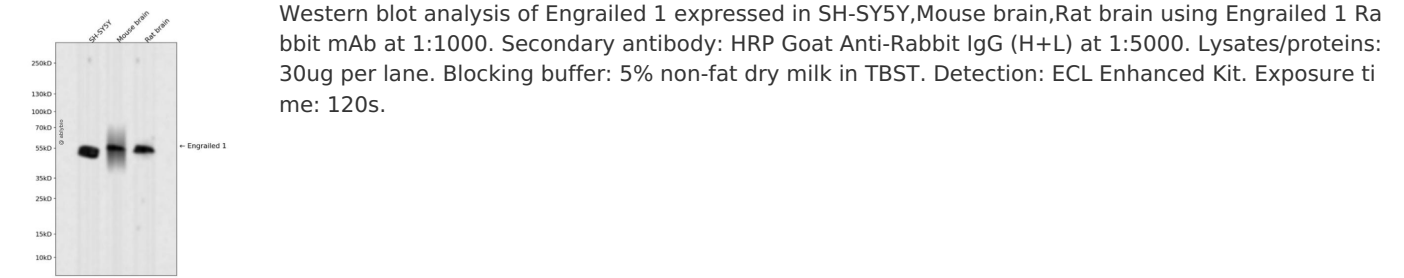 SH-SY5Y
Mouse brain
Rat brain
250kD
130kD
100kD
70kD
55kD
35kD
25kD
15kD
10kD
← Engrailed 1
Western blot analysis of Engrailed 1 expressed in SH-SY5Y,Mouse brain,Rat brain using Engrailed 1 Ra
bbit mAb at 1:1000. Secondary antibody: HRP Goat Anti-Rabbit IgG (H+L) at 1:5000. Lysates/proteins:
30ug per lane. Blocking buffer: 5% non-fat dry milk in TBST. Detection: ECL Enhanced Kit. Exposure ti
me: 120s.